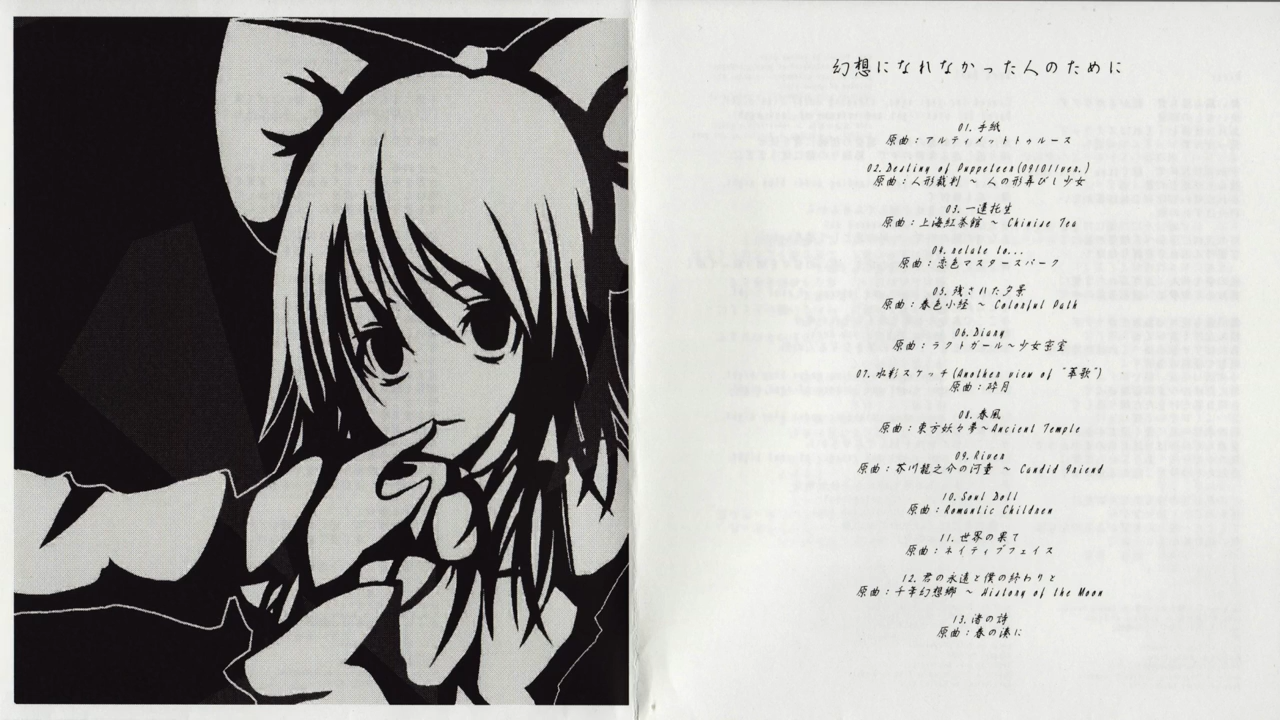 幻想になれなかった人のために
01.手紙
原曲：アルティメットトゥルース
02.Destiny of Puppeteer(091011ver.)
原曲：人形裁判 ～ 人の形弄びし少女
03.一蓮托生
原曲：上海紅茶館 ～ Chinise Tea
04.relate to...
原曲：恋色マスタースパーク
05.残された夕景
原曲：春色小径 ～ Colorful Path
06.Diary
原曲：ラクトガール～少女密室
07.水彩スケッチ(Another view of "華歌")
原曲：砕月
08.春風
原曲：東方妖々夢～Ancient Temple
09.River
原曲：芥川龍之介の河童 ～ Candid Friend
10.Soul Doll
原曲：Romantic Children
11.世界の果て
原曲：ネイティブフェイス
12.君の永遠と僕の終わりと
原曲：千年幻想郷 ～ History of the Moon
13.渚の詩
原曲：春の湊に